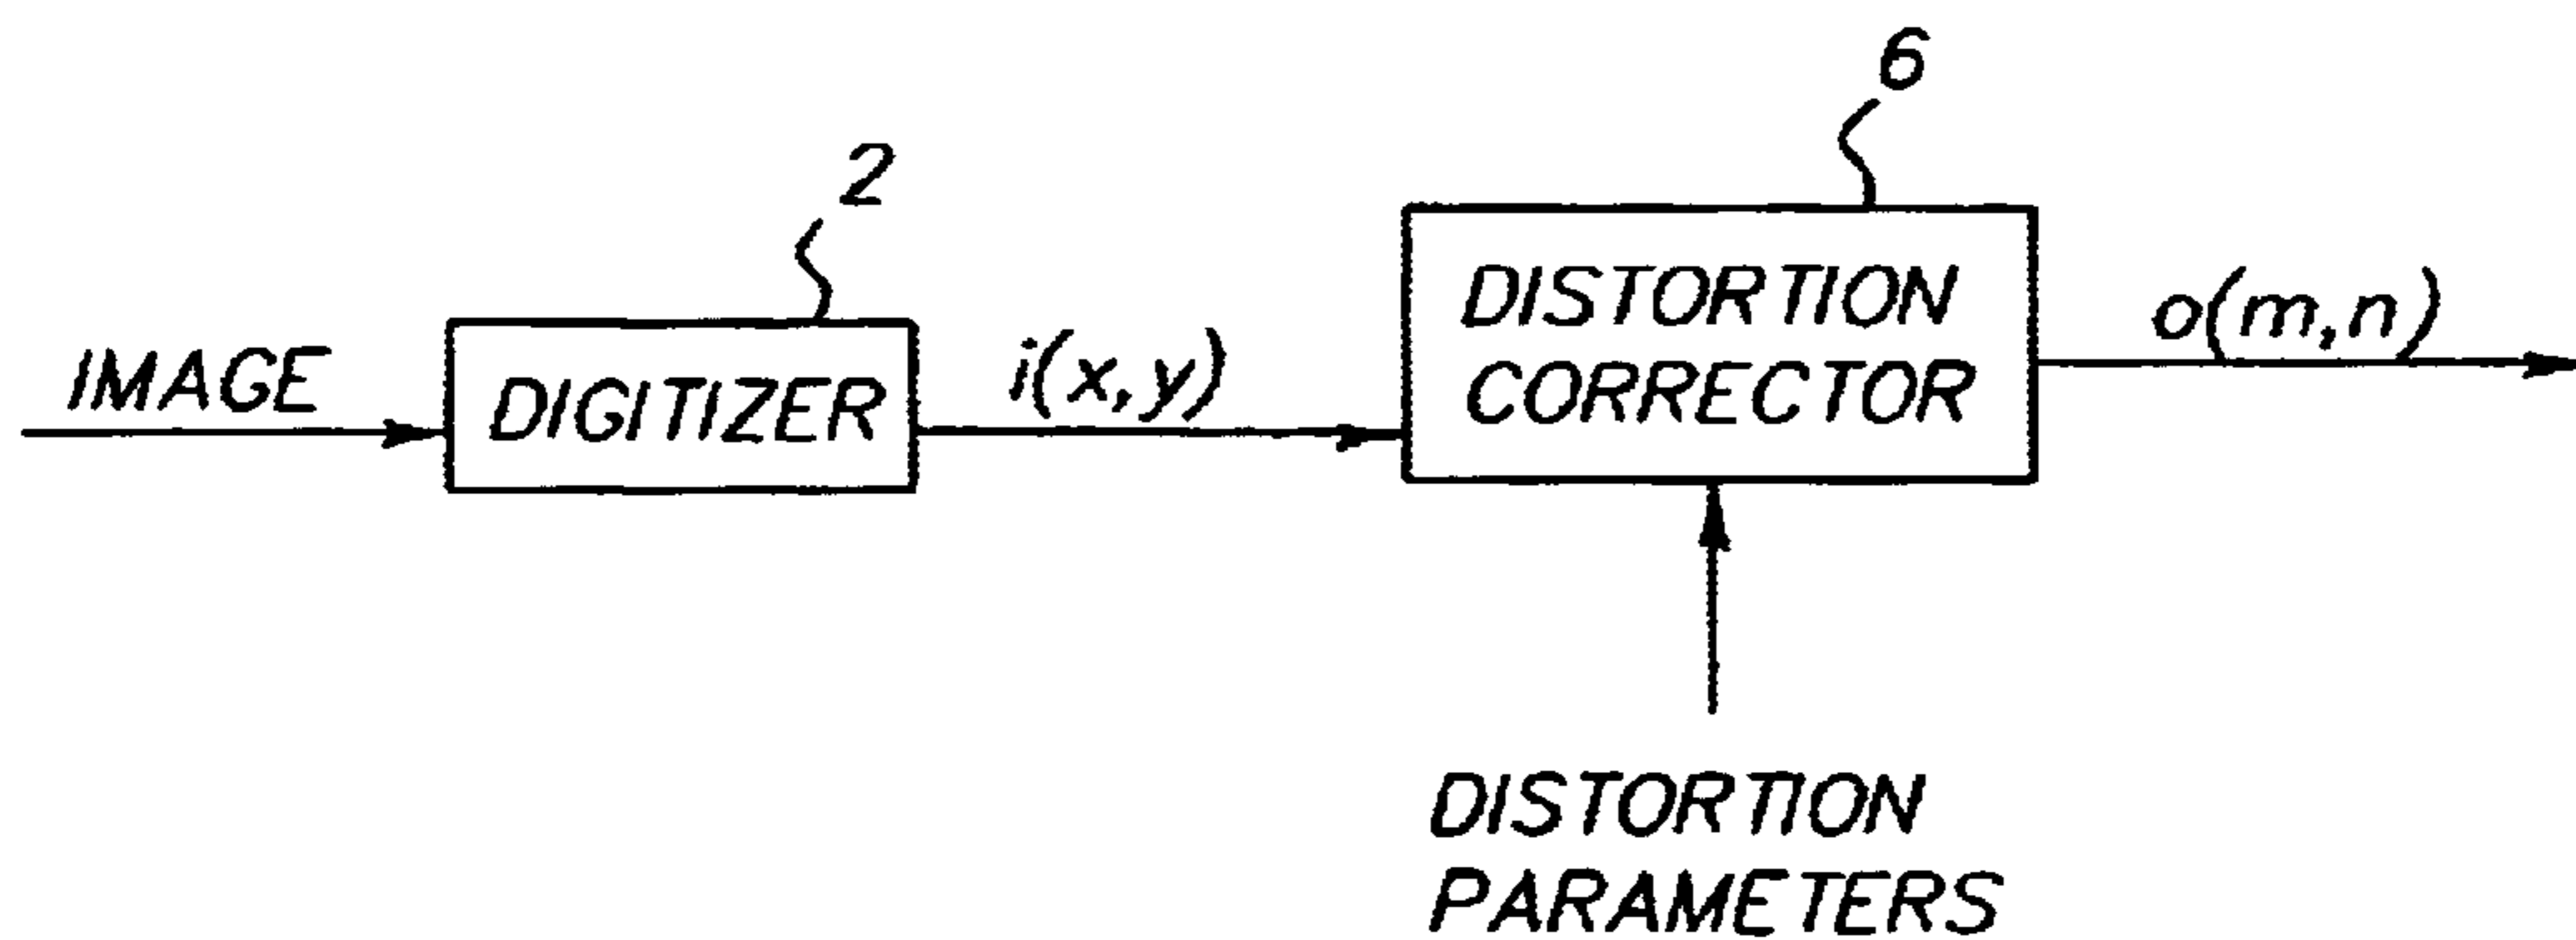 6
2
IMAGE
DIGITIZER
i(x,y)
DISTORTION
CORRECTOR
o(m,n)
DISTORTION
PARAMETERS